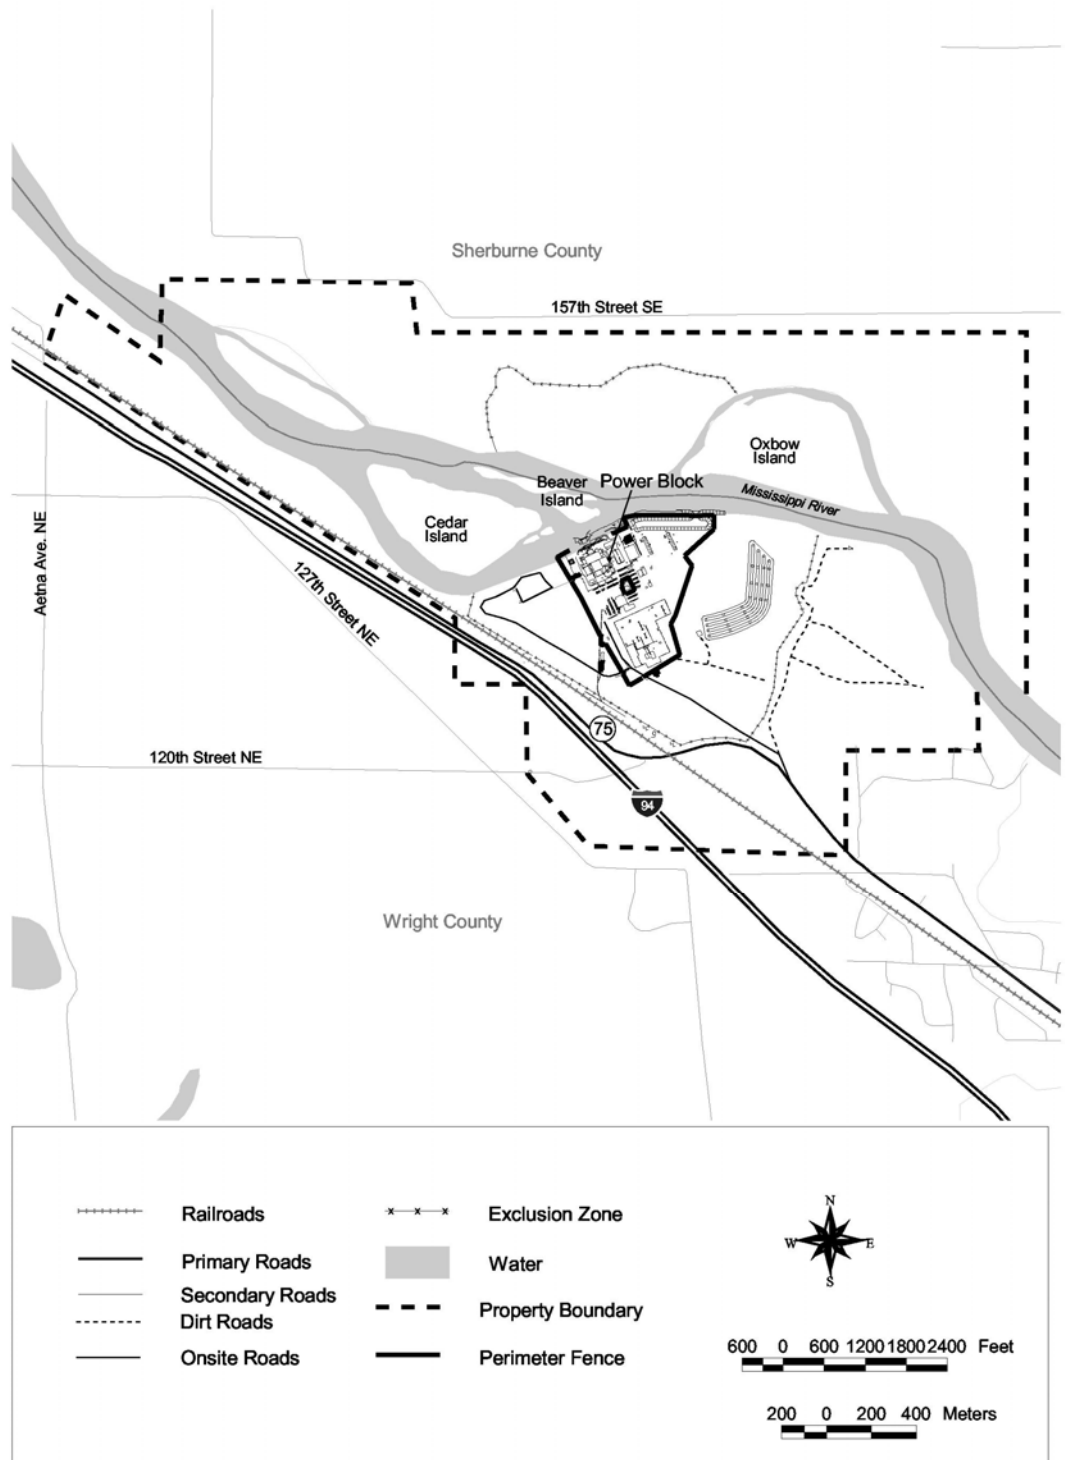 Sherburne County
157th Street SE
Oxbow
Island
Beaver
Island
Power Block
Mississippi River
Cedar
Island
Aetna Ave. NE
127th Street NE
75
120th Street NE
94
Wright County
Railroads
Primary Roads
Secondary Roads
Dirt Roads
Onsite Roads
Exclusion Zone
Water
Property Boundary
Perimeter Fence
N
W E
S
600 0 600 1200 1800 2400 Feet
200 0 200 400 Meters